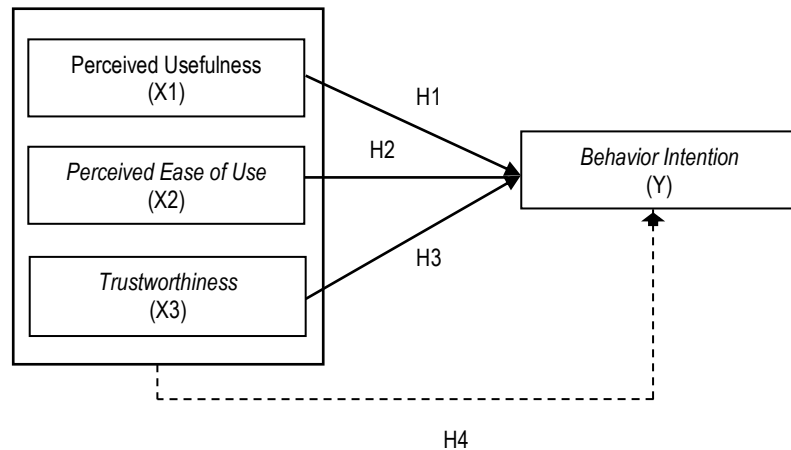 Perceived Usefulness
(X1)
H1
H2
Perceived Ease of Use
(X2)
Behavior Intention
(Y)
H3
Trustworthiness
(X3)
H4